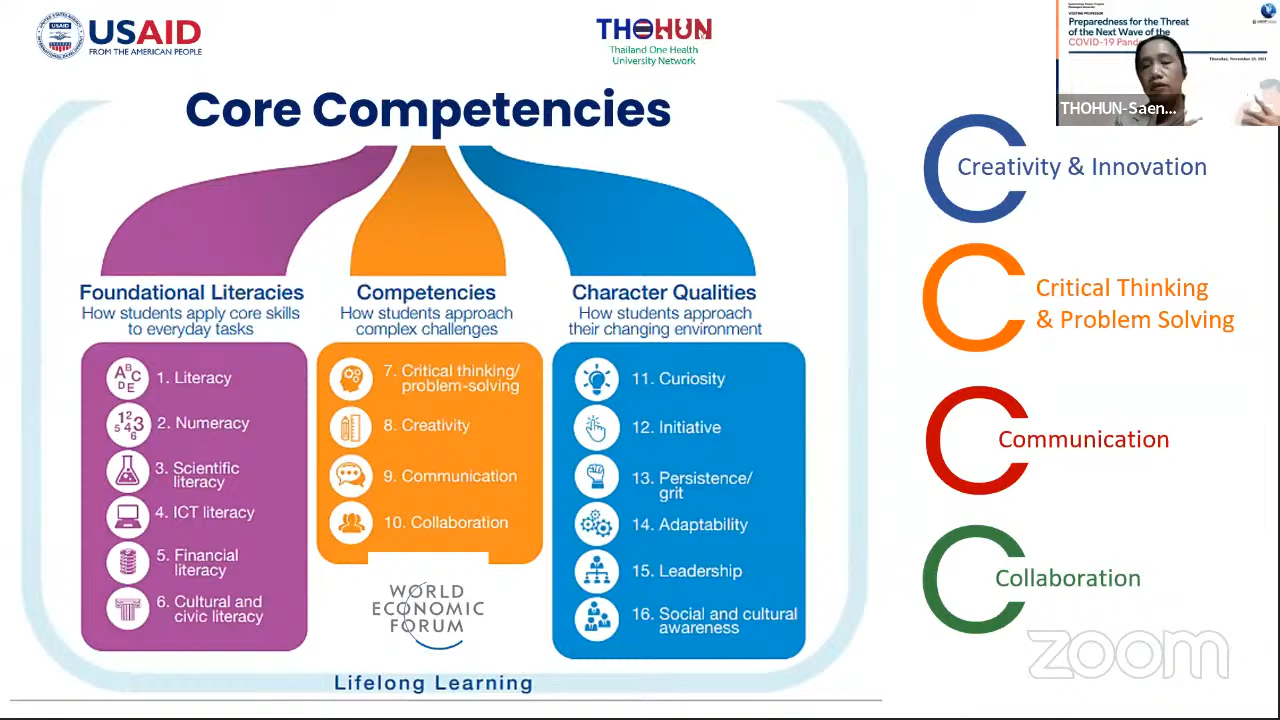 USAID
FROM THE AMERICAN PEOPLE
THOHUN
Thailand One Health
University Network
Preparedness for the Threat
of the Next Wave of the
COVID-19
Thursday, November 25, 2021
THOHUN-Saen...
Core Competencies
Foundational Literacies
How students apply core skills
to everyday tasks
1. Literacy
2. Numeracy
3. Scientific
literacy
4. ICT literacy
5. Financial
literacy
6. Cultural and
civic literacy
Competencies
How students approach
complex challenges
7. Critical thinking/
problem-solving
8. Creativity
9. Communication
10. Collaboration
WORLD
ECONOMIC
FORUM
Character Qualities
How students approach
their changing environment
11. Curiosity
12. Initiative
13. Persistence/
grit
14. Adaptability
15. Leadership
16. Social and cultural
awareness
Lifelong Learning
Creativity & Innovation
Critical Thinking
& Problem Solving
Communication
Collaboration
zoom